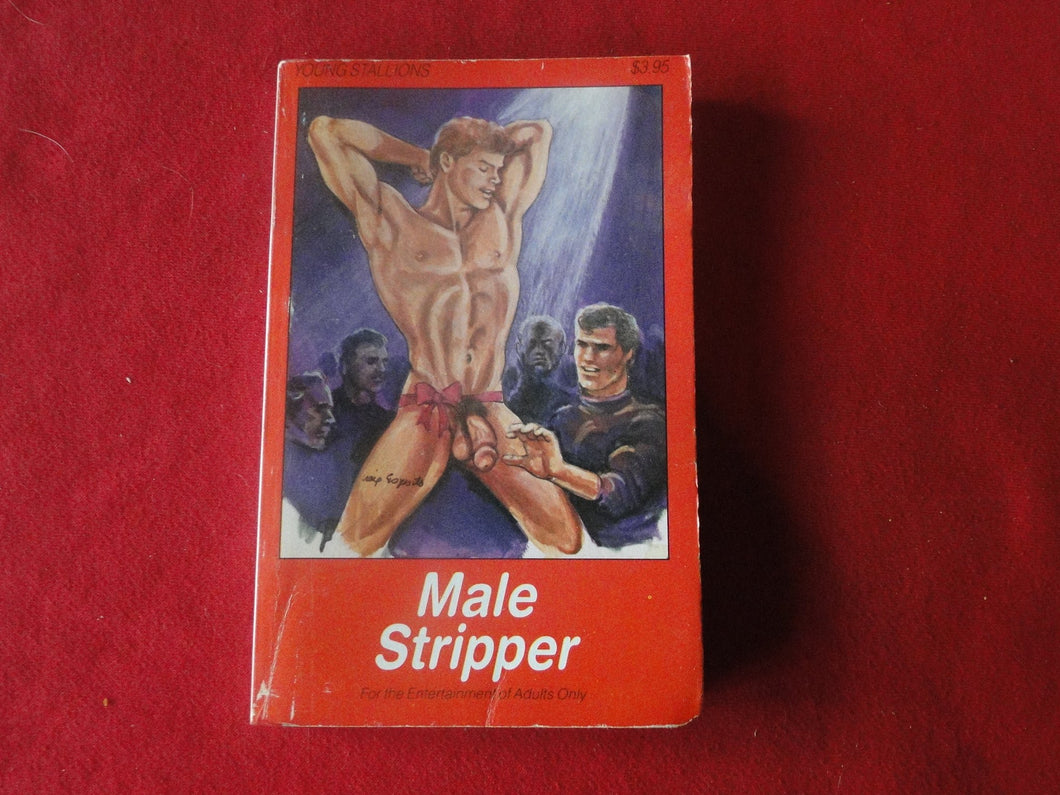 YOUNG STALLIONS
$3.95
Male
Stripper
For the Entertainment of Adults Only